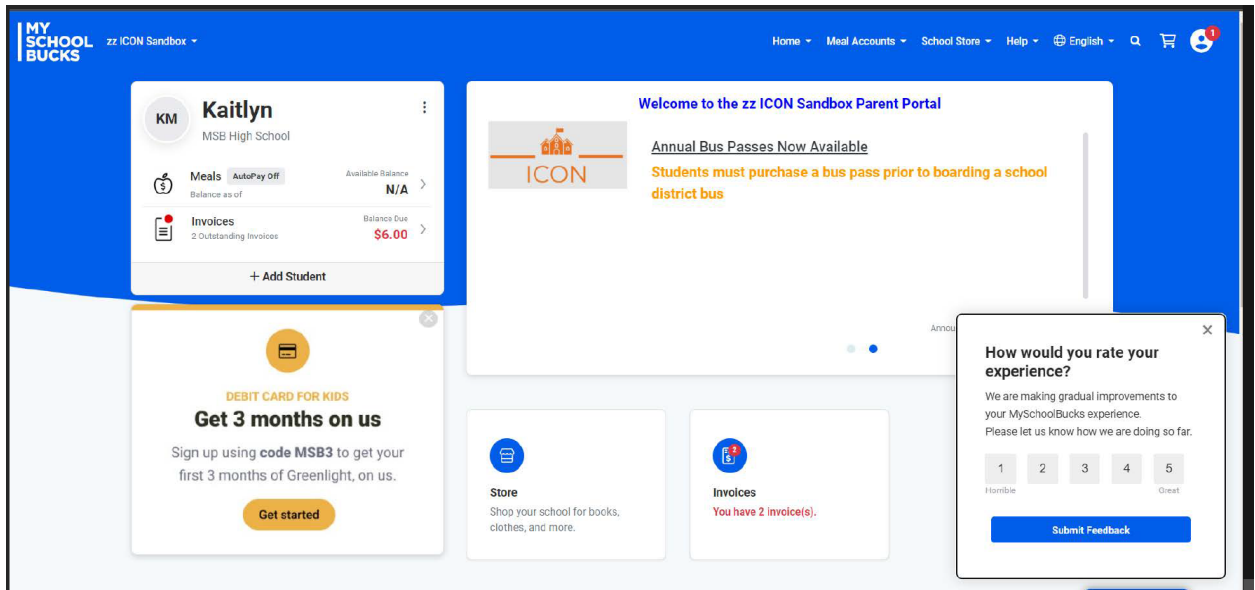 MY
SCHOOL
BUCKS
zz ICON Sandbox
Home
Meal Accounts
School Store
Help
English
1
KM
Kaitlyn
MSB High School
Meals AutoPay Off
Balance as of
Available Balance
N/A
Invoices
2 Outstanding Invoices
Balance Due
$6.00
+ Add Student
Welcome to the zz ICON Sandbox Parent Portal
ICON
Annual Bus Passes Now Available
Students must purchase a bus pass prior to boarding a school
district bus
Annou
DEBIT CARD FOR KIDS
Get 3 months on us
Sign up using code MSB3 to get your
first 3 months of Greenlight, on us.
Get started
Store
Shop your school for books,
clothes, and more.
2
Invoices
You have 2 invoice(s).
How would you rate your
experience?
We are making gradual improvements to
your MySchoolBucks experience.
Please let us know how we are doing so far.
1 2 3 4 5
Horrible Great
Submit Feedback